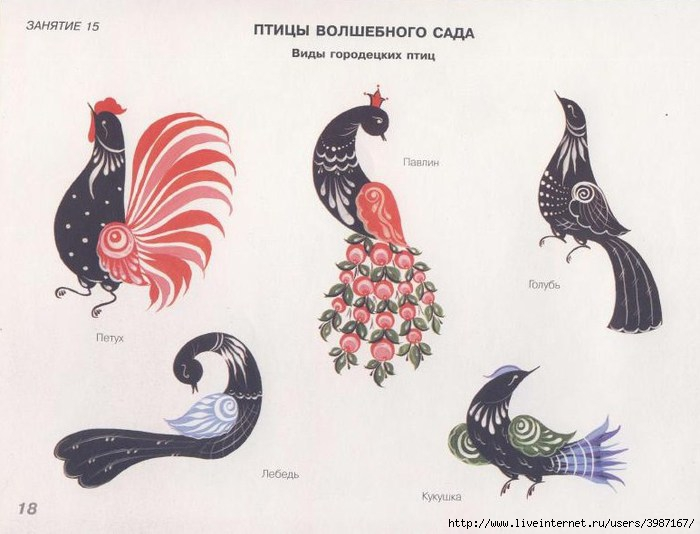 ЗАНЯТИЕ 15
ПТИЦЫ ВОЛШЕБНОГО САДА
Виды городецких птиц
Павлин
Голубь
Петух
Лебедь
Кукушка
18
http://www.liveinternet.ru/users/3987167/